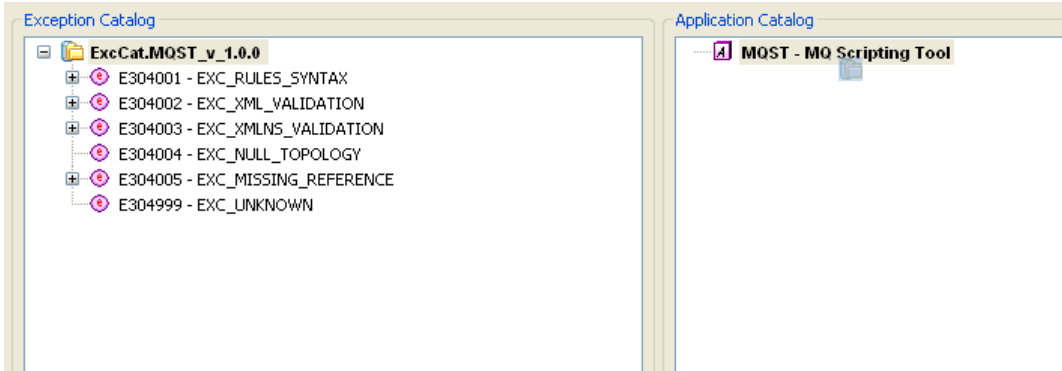 Exception Catalog
ExcCat.MQST_v_1.0.0
E304001 - EXC_RULES_SYNTAX
E304002 - EXC_XML_VALIDATION
E304003 - EXC_XMLNS_VALIDATION
E304004 - EXC_NULL_TOPOLOGY
E304005 - EXC_MISSING_REFERENCE
E304999 - EXC_UNKNOWN
Application Catalog
MQST - MQ Scripting Tool